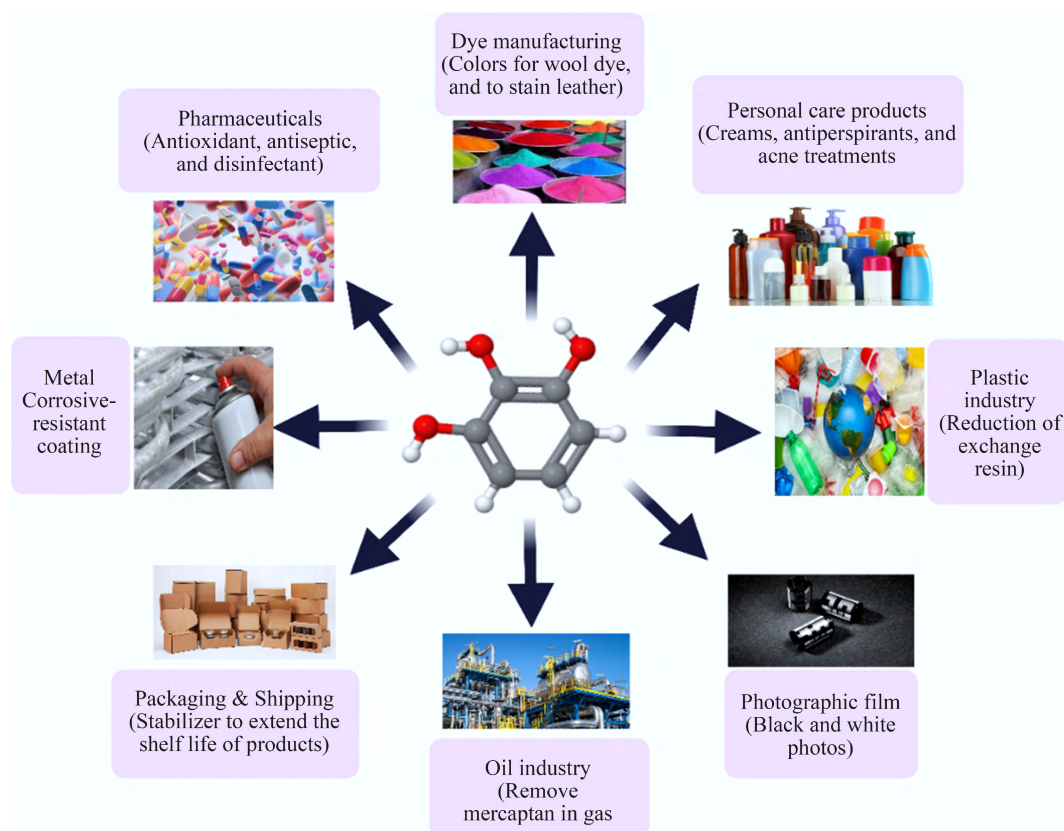 Dye manufacturing
(Colors for wool dye,
and to stain leather)
Pharmaceuticals
(Antioxidant, antiseptic,
and disinfectant)
Personal care products
(Creams, antiperspirants, and
acne treatments
Metal
Corrosive-
resistant
coating
Plastic
industry
(Reduction of
exchange
resin)
Packaging & Shipping
(Stabilizer to extend the
shelf life of products)
Oil industry
(Remove
mercaptan in gas
Photographic film
(Black and white
photos)